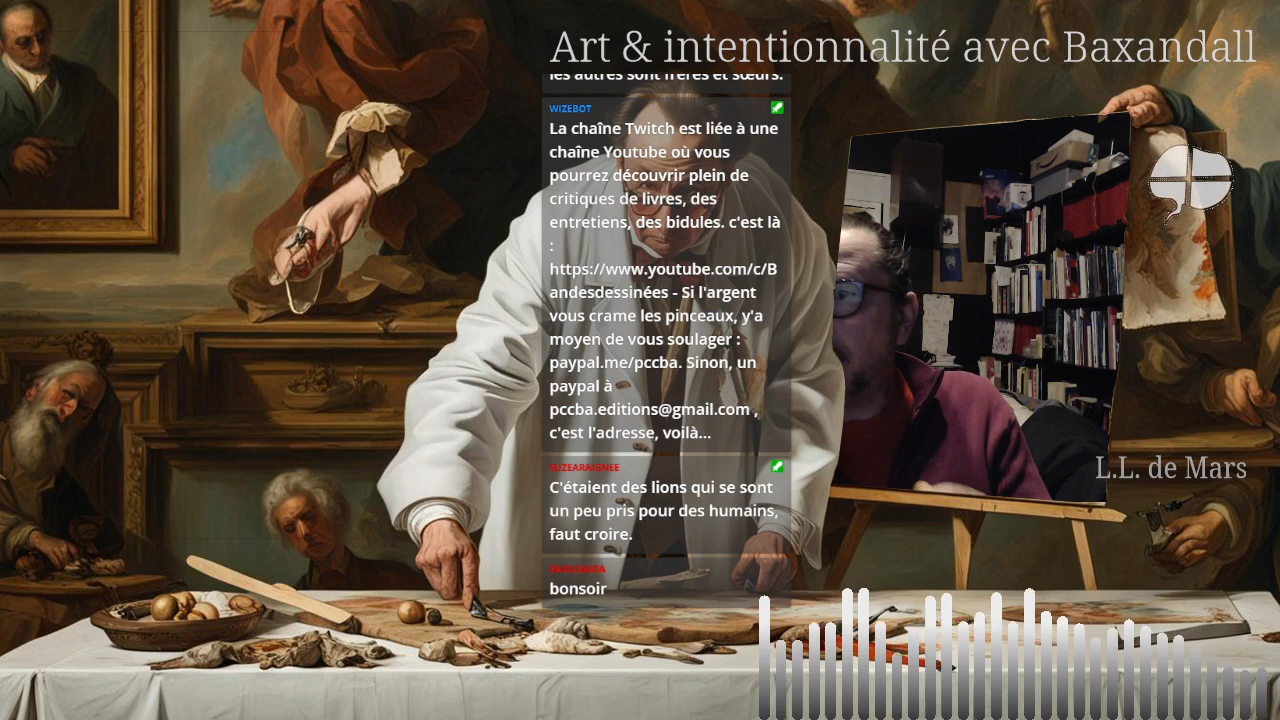 Art & intentionnalité avec Baxandall
les autres sont frères et sœurs.
WIZEBOT
La chaîne Twitch est liée à une
chaîne Youtube où vous
pourrez découvrir plein de
critiques de livres, des
entretiens, des bidules. c'est là
:
https://www.youtube.com/c/B
andesdessinées - Si l'argent
vous crame les pinceaux, y'a
moyen de vous soulager :
paypal.me/pccba. Sinon, un
paypal à
pccba.editions@gmail.com ,
c'est l'adresse, voilà...
SUZEARAIGNEE
C'étaient des lions qui se sont
un peu pris pour des humains,
faut croire.
bonsoir
L.L. de Mars